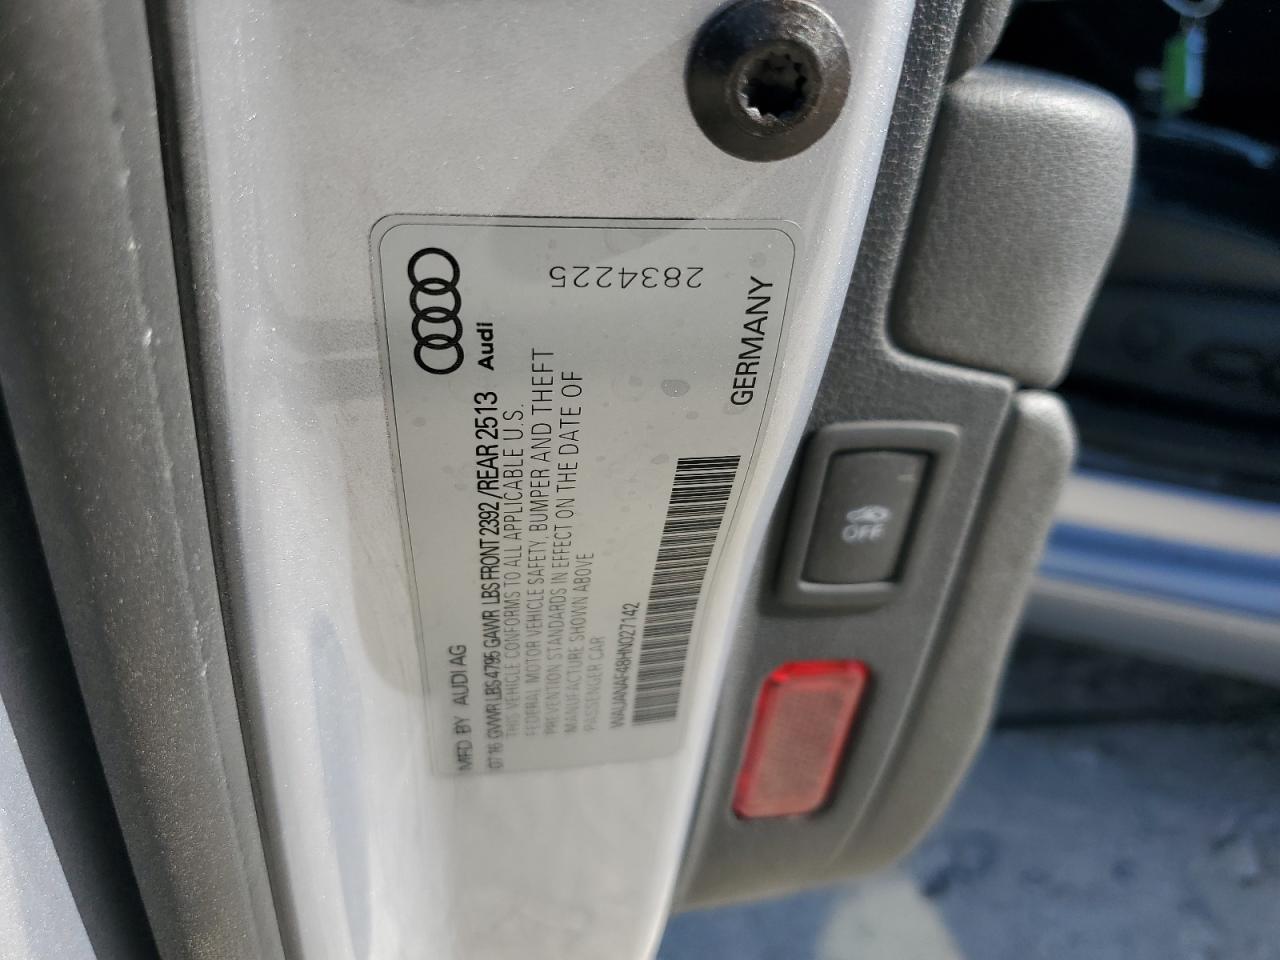 MFD BY AUDI AG
Audi
07/16 GVWR LBS 4795 GAWR LBS FRONT 2392/REAR 2513
THIS VEHICLE CONFORMS TO ALL APPLICABLE U.S.
FEDERAL MOTOR VEHICLE SAFETY, BUMPER AND THEFT
PREVENTION STANDARDS IN EFFECT ON THE DATE OF
MANUFACTURE SHOWN ABOVE
PASSENGER CAR
WAUANAF48HN027142
2834225
GERMANY
OFF